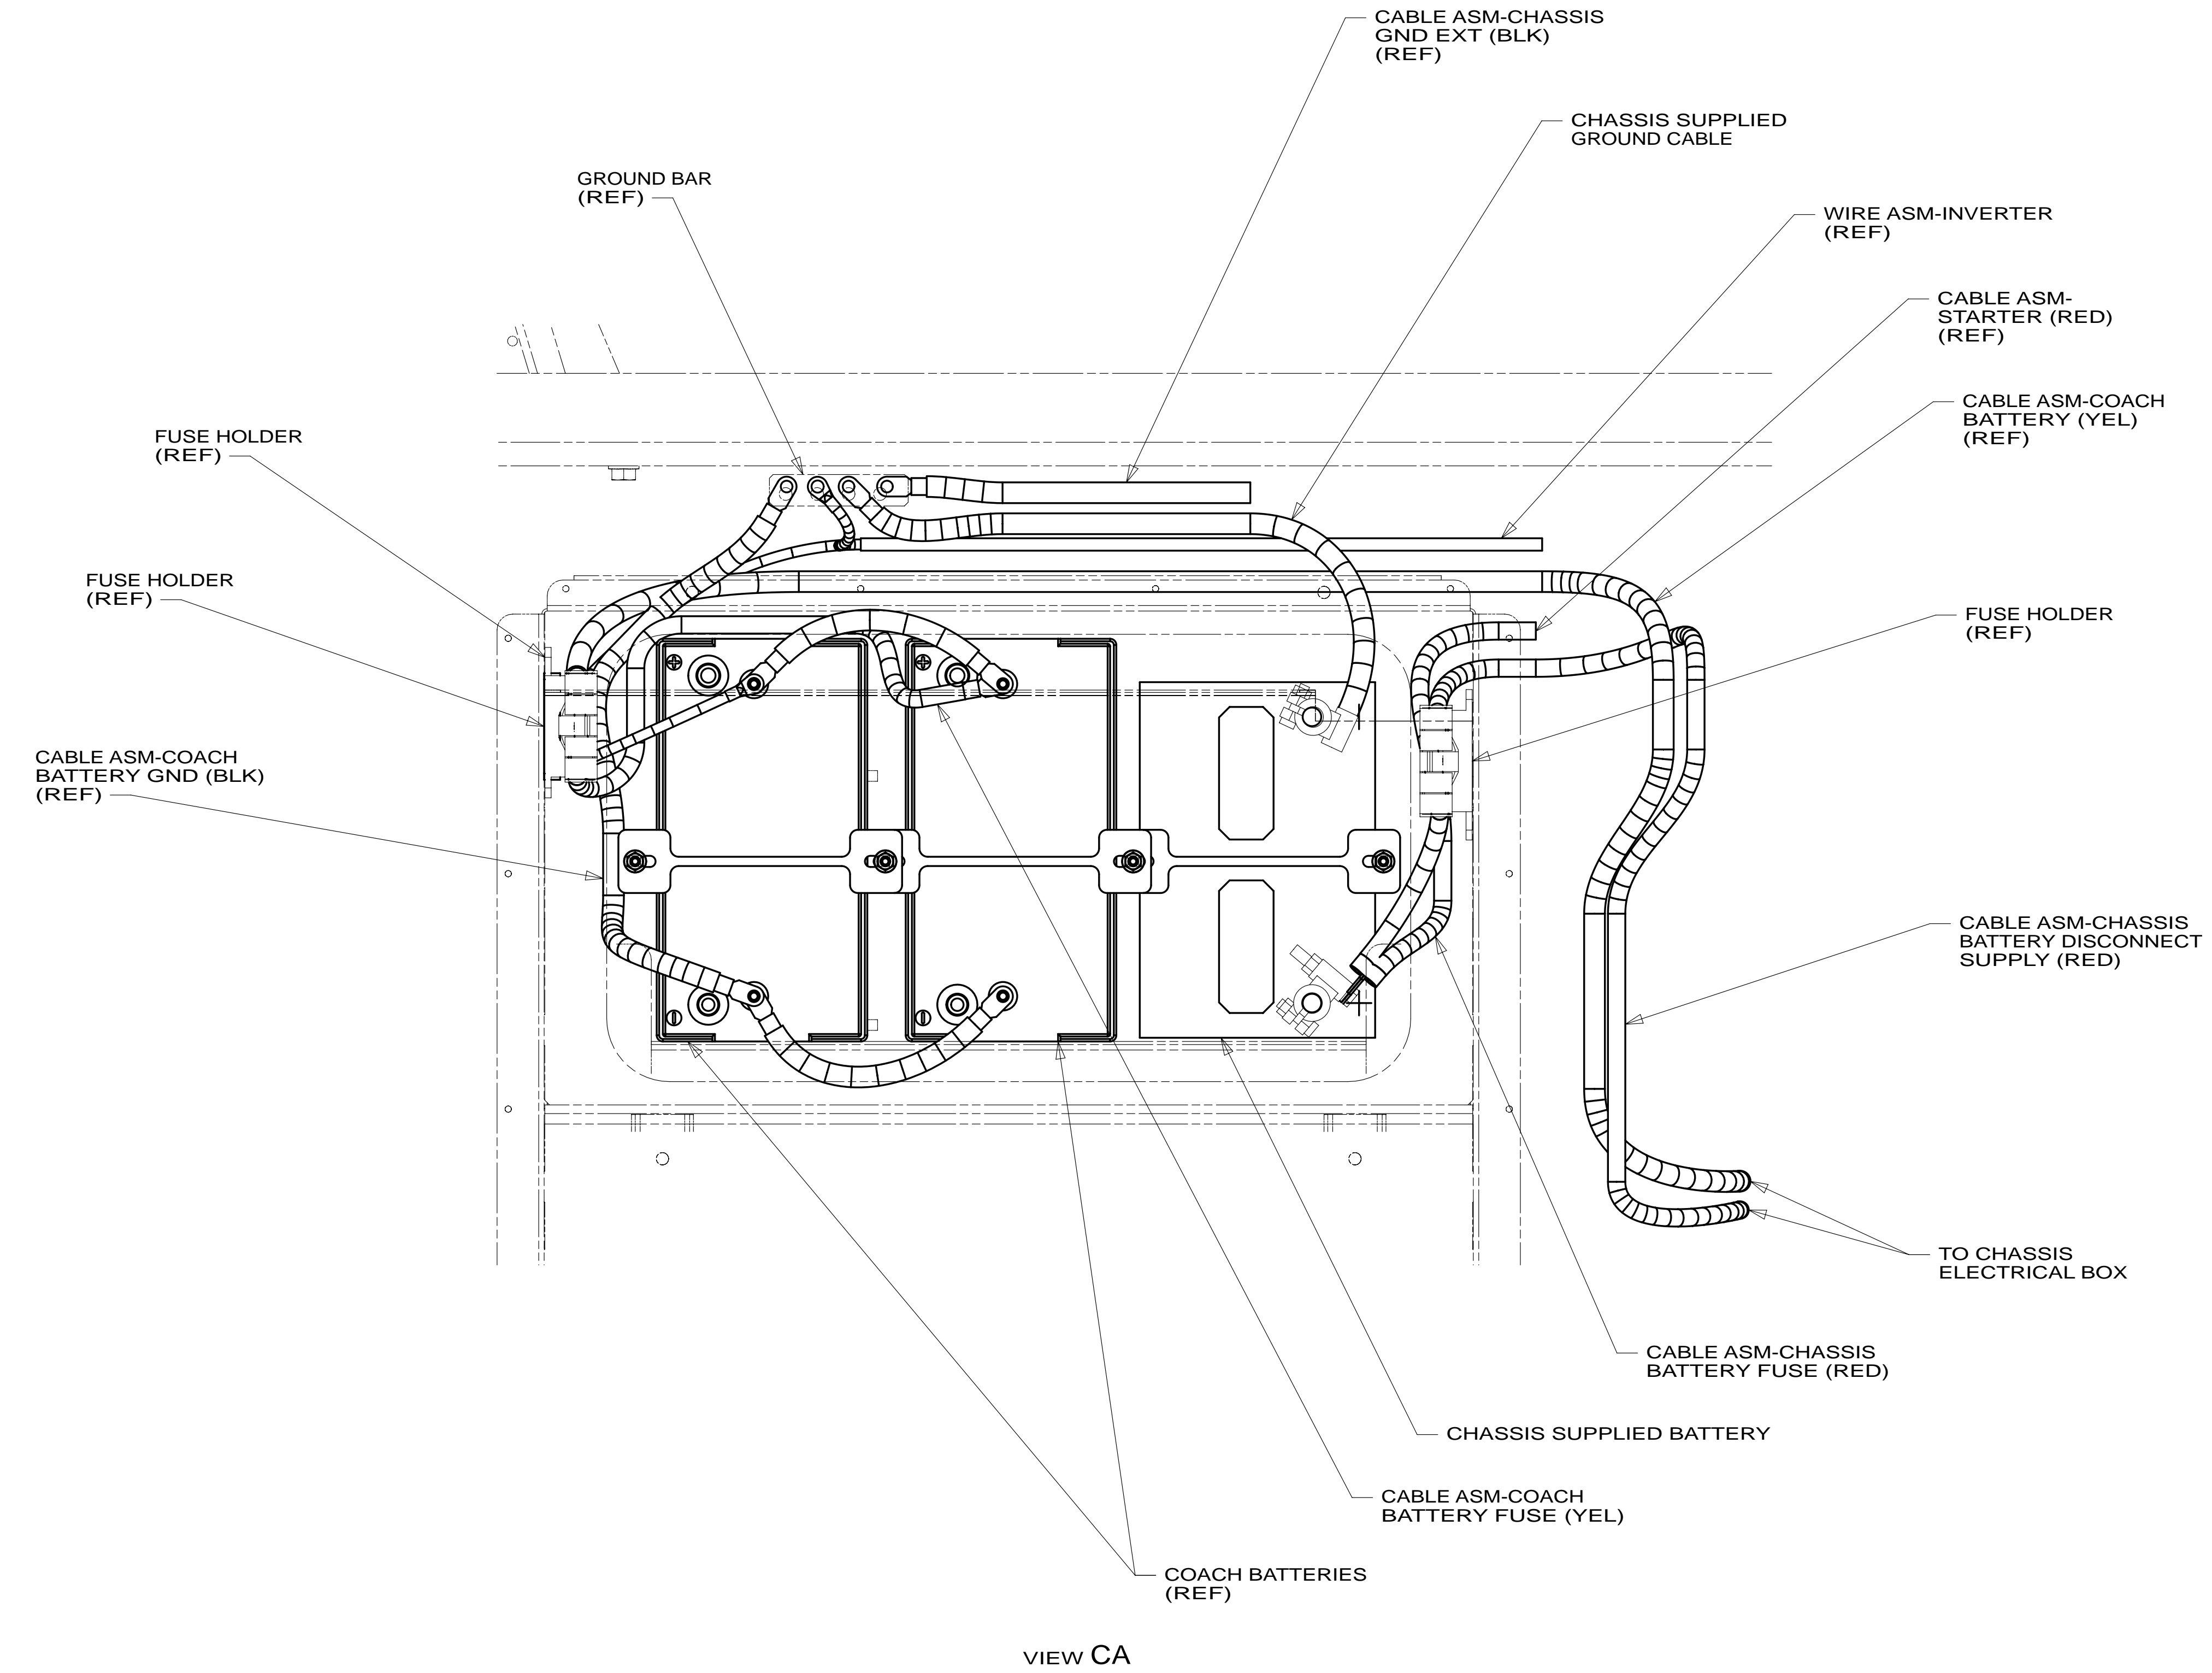 CABLE ASM-CHASSIS
GND EXT (BLK)
(REF)
CHASSIS SUPPLIED
GROUND CABLE
GROUND BAR
(REF)
WIRE ASM-INVERTER
(REF)
CABLE ASM-
STARTER (RED)
(REF)
CABLE ASM-COACH
BATTERY (YEL)
(REF)
FUSE HOLDER
(REF)
FUSE HOLDER
(REF)
FUSE HOLDER
(REF)
CABLE ASM-COACH
BATTERY GND (BLK)
(REF)
CABLE ASM-CHASSIS
BATTERY DISCONNECT
SUPPLY (RED)
TO CHASSIS
ELECTRICAL BOX
CABLE ASM-CHASSIS
BATTERY FUSE (RED)
CHASSIS SUPPLIED BATTERY
CABLE ASM-COACH
BATTERY FUSE (YEL)
COACH BATTERIES
(REF)
VIEW CA